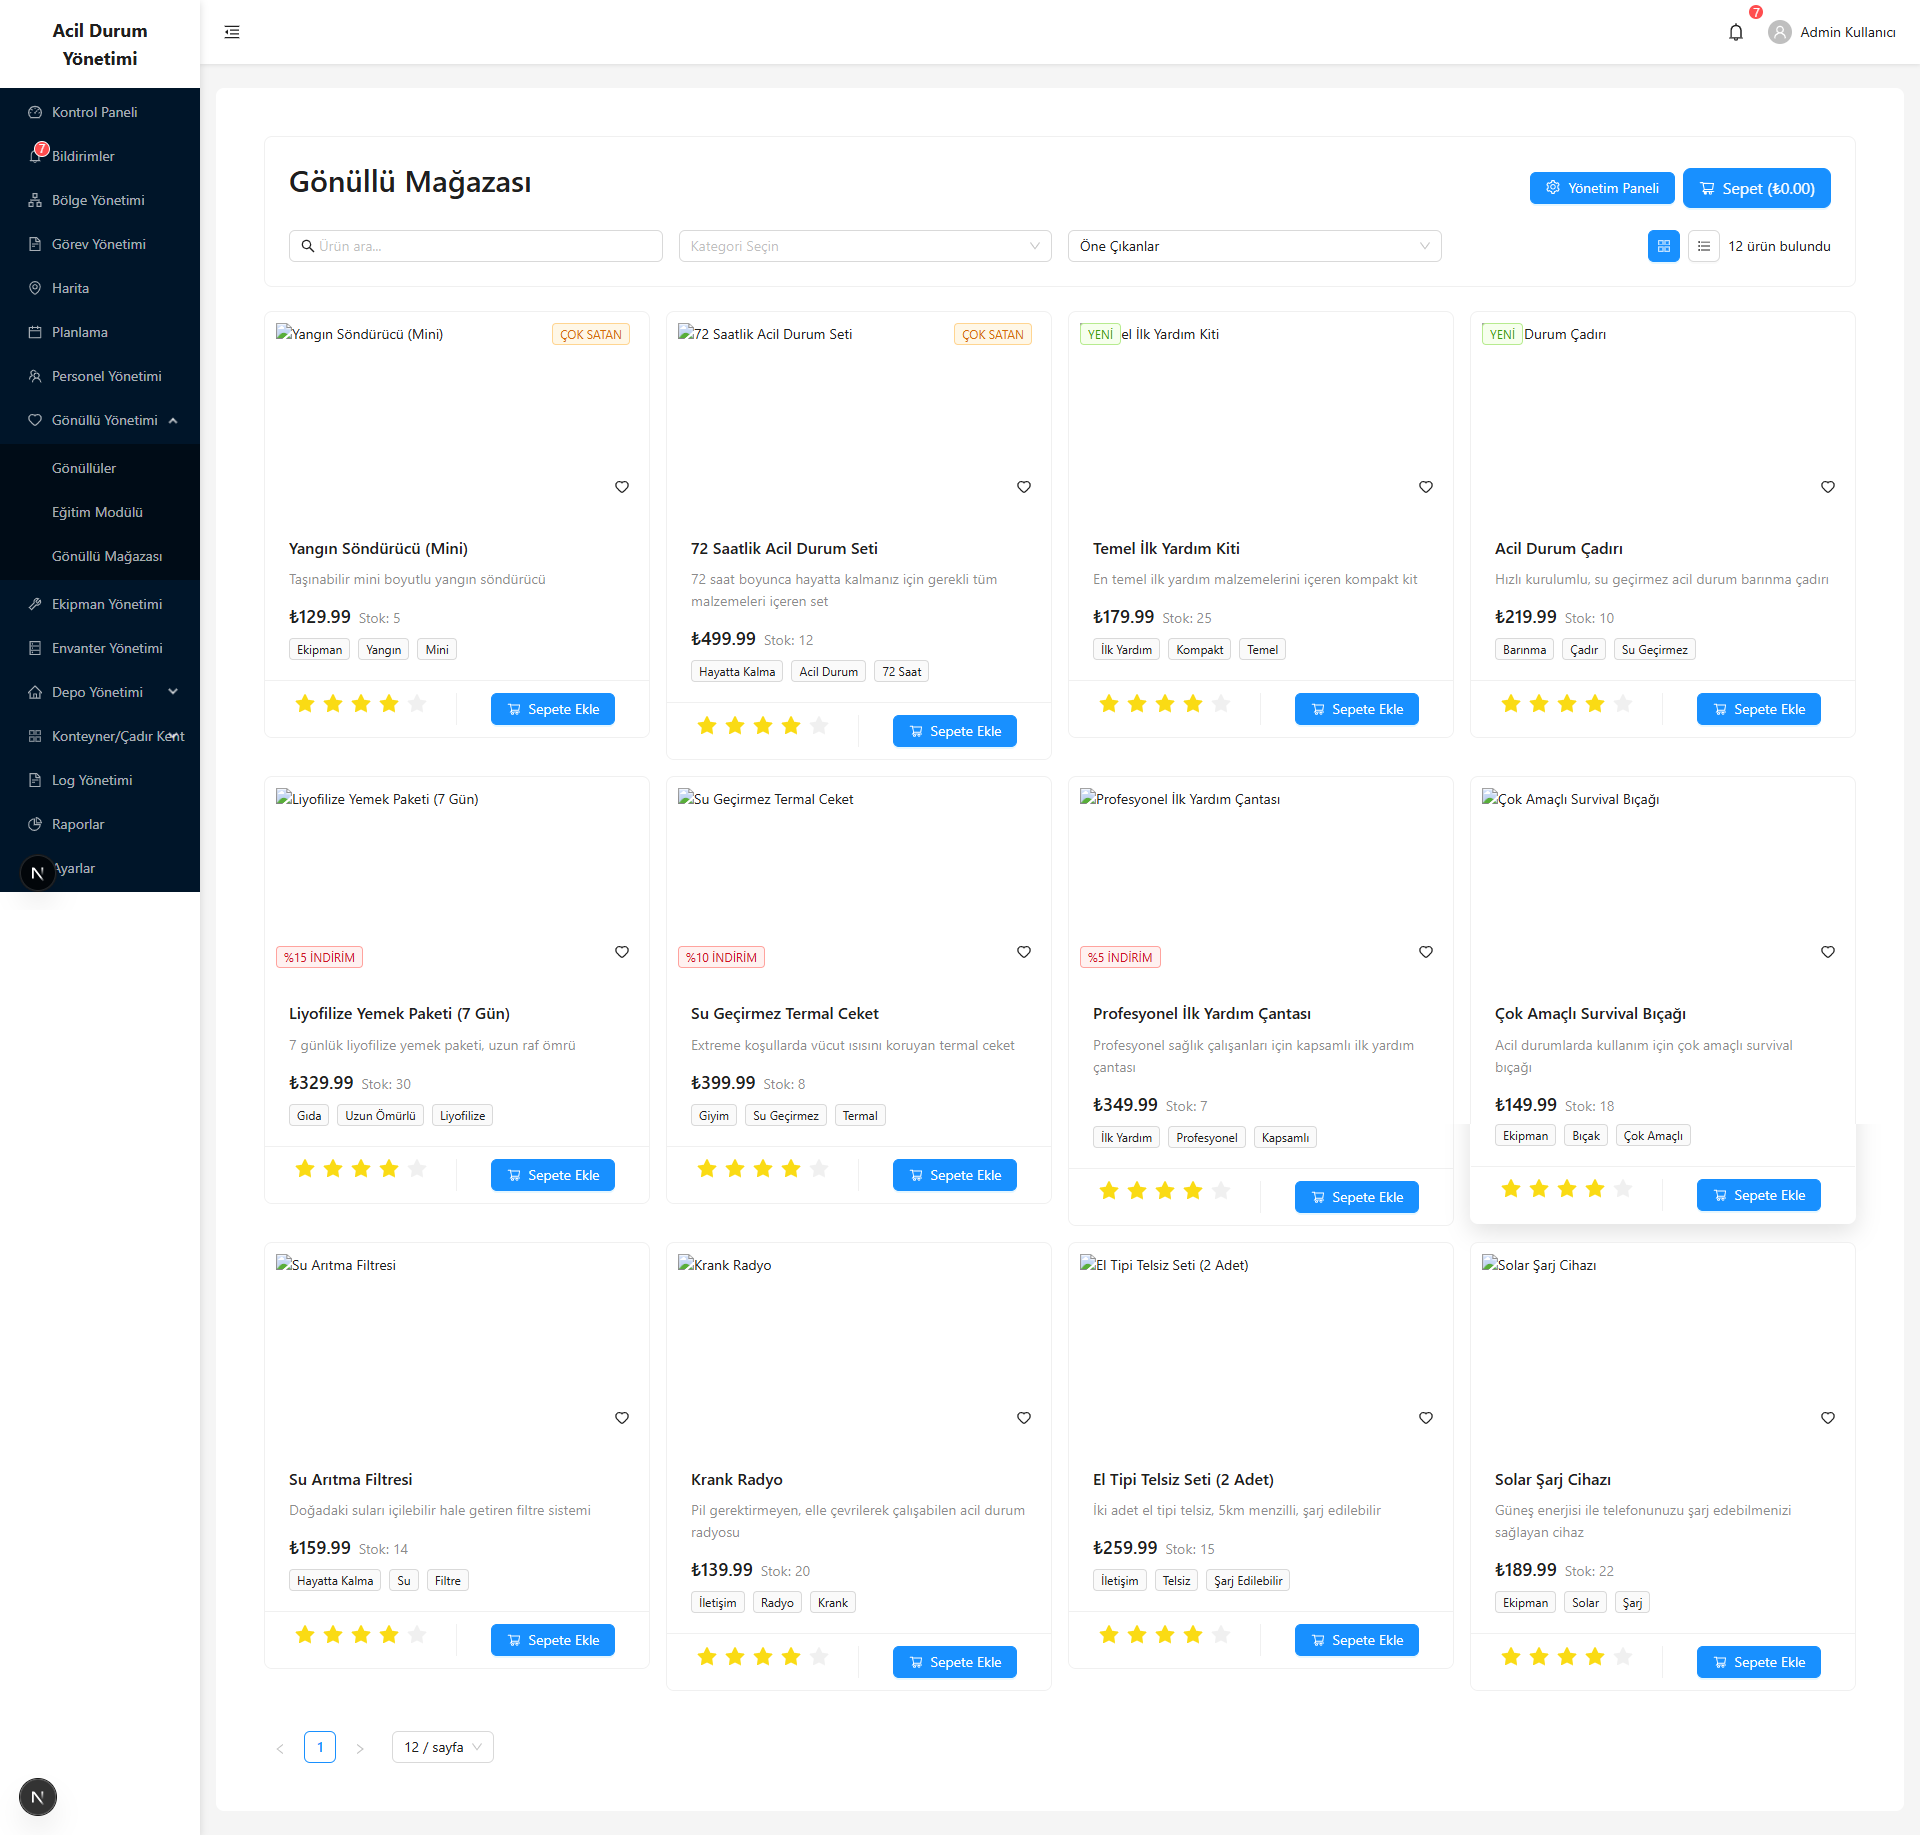 Acil Durum
Yönetimi
7
Admin Kullanıcı
Kontrol Paneli
7
Bildirimler
Bölge Yönetimi
Görev Yönetimi
Harita
Planlama
Personel Yönetimi
Gönüllü Yönetimi
Gönüllüler
Eğitim Modülü
Gönüllü Mağazası
Ekipman Yönetimi
Envanter Yönetimi
Depo Yönetimi
Konteyner/Çadır Kent
Log Yönetimi
Raporlar
Ayarlar
N
N
Gönüllü Mağazası
Yönetim Paneli
Sepet (₺0.00)
Ürün ara...
Kategori Seçin
Öne Çıkanlar
12 ürün bulundu
Yangın Söndürücü (Mini)
ÇOK SATAN
Yangın Söndürücü (Mini)
Taşınabilir mini boyutlu yangın söndürücü
₺129.99 Stok: 5
Ekipman Yangın Mini
Sepete Ekle
72 Saatlik Acil Durum Seti
ÇOK SATAN
72 Saatlik Acil Durum Seti
72 saat boyunca hayatta kalmanız için gerekli tüm
malzemeleri içeren set
₺499.99 Stok: 12
Hayatta Kalma Acil Durum 72 Saat
Sepete Ekle
YENİ el İlk Yardım Kiti
Temel İlk Yardım Kiti
En temel ilk yardım malzemelerini içeren kompakt kit
₺179.99 Stok: 25
İlk Yardım Kompakt Temel
Sepete Ekle
YENİ Durum Çadırı
Acil Durum Çadırı
Hızlı kurulumlu, su geçirmez acil durum barınma çadırı
₺219.99 Stok: 10
Barınma Çadır Su Geçirmez
Sepete Ekle
Liyofilize Yemek Paketi (7 Gün)
%15 İNDİRİM
Liyofilize Yemek Paketi (7 Gün)
7 günlük liyofilize yemek paketi, uzun raf ömrü
₺329.99 Stok: 30
Gıda Uzun Ömürlü Liyofilize
Sepete Ekle
Su Geçirmez Termal Ceket
%10 İNDİRİM
Su Geçirmez Termal Ceket
Extreme koşullarda vücut ısısını koruyan termal ceket
₺399.99 Stok: 8
Giyim Su Geçirmez Termal
Sepete Ekle
Profesyonel İlk Yardım Çantası
%5 İNDİRİM
Profesyonel İlk Yardım Çantası
Profesyonel sağlık çalışanları için kapsamlı ilk yardım
çantası
₺349.99 Stok: 7
İlk Yardım Profesyonel Kapsamlı
Sepete Ekle
Çok Amaçlı Survival Bıçağı
Çok Amaçlı Survival Bıçağı
Acil durumlarda kullanım için çok amaçlı survival
bıçağı
₺149.99 Stok: 18
Ekipman Bıçak Çok Amaçlı
Sepete Ekle
Su Arıtma Filtresi
Su Arıtma Filtresi
Doğadaki suları içilebilir hale getiren filtre sistemi
₺159.99 Stok: 14
Hayatta Kalma Su Filtre
Sepete Ekle
Krank Radyo
Krank Radyo
Pil gerektirmeyen, elle çevrilerek çalışabilen acil durum
radyosu
₺139.99 Stok: 20
İletişim Radyo Krank
Sepete Ekle
El Tipi Telsiz Seti (2 Adet)
El Tipi Telsiz Seti (2 Adet)
İki adet el tipi telsiz, 5km menzilli, şarj edilebilir
₺259.99 Stok: 15
İletişim Telsiz Şarj Edilebilir
Sepete Ekle
Solar Şarj Cihazı
Solar Şarj Cihazı
Güneş enerjisi ile telefonunuzu şarj edebilmenizi
sağlayan cihaz
₺189.99 Stok: 22
Ekipman Solar Şarj
Sepete Ekle
1
12 / sayfa